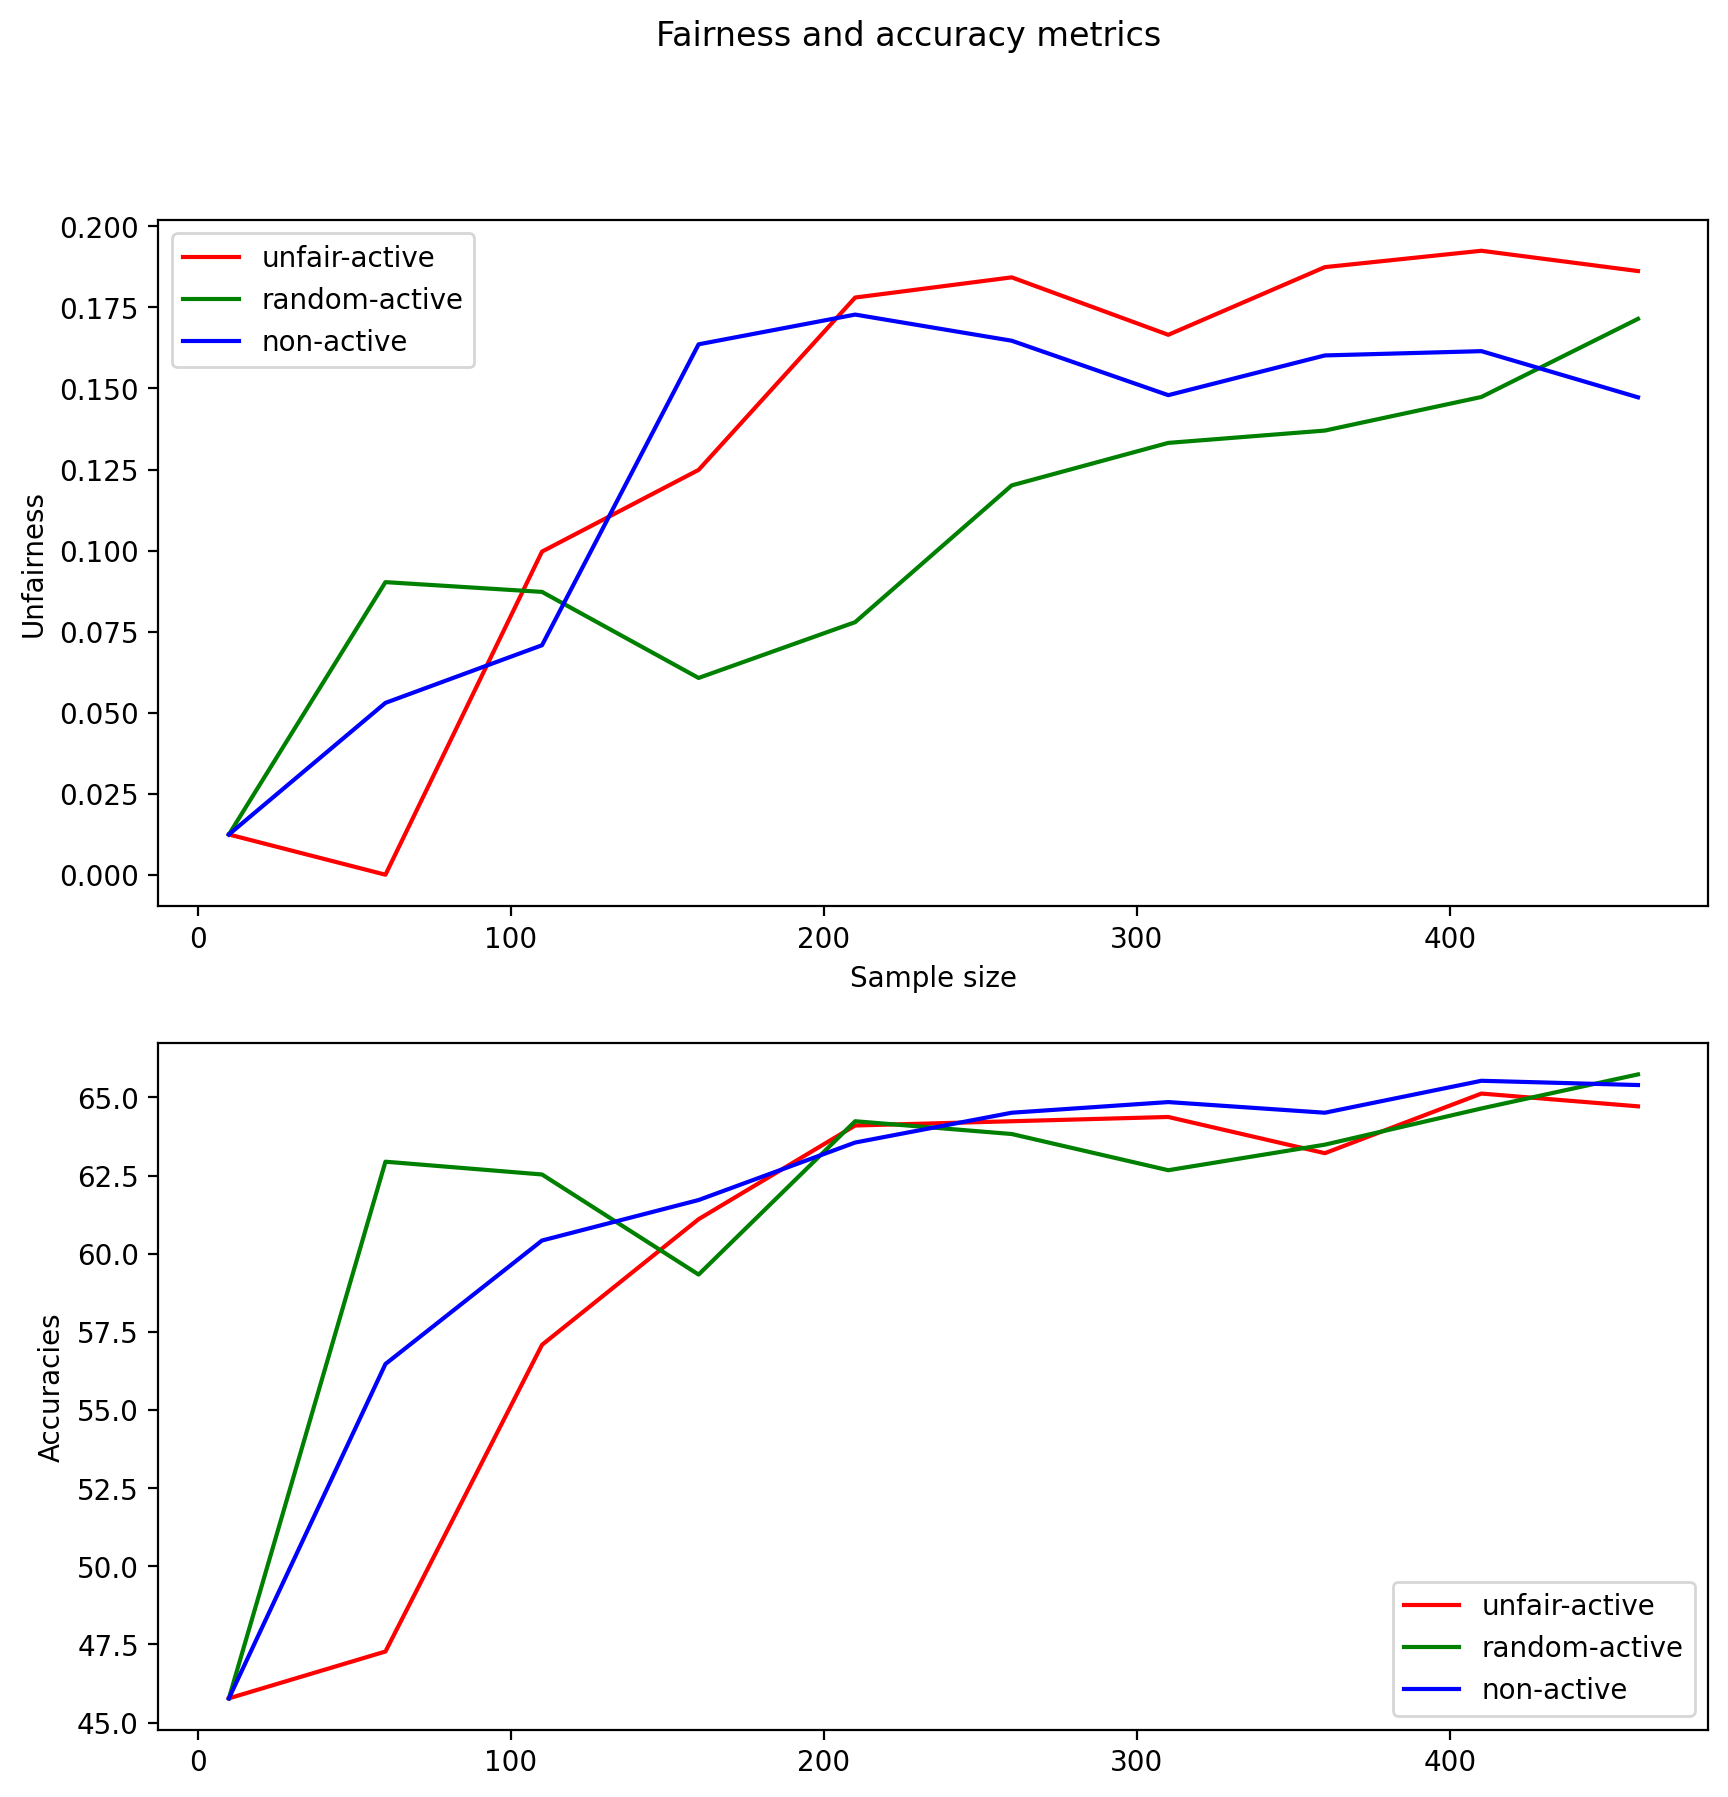 Fairness and accuracy metrics
0.200
0.175
0.150
0.125
0.100
0.075
0.050
0.025
0.000
Unfairness
unfair-active
random-active
non-active
0 100 200 300 400
Sample size
65.0
62.5
60.0
57.5
55.0
52.5
50.0
47.5
45.0
Accuracies
unfair-active
random-active
non-active
0 100 200 300 400